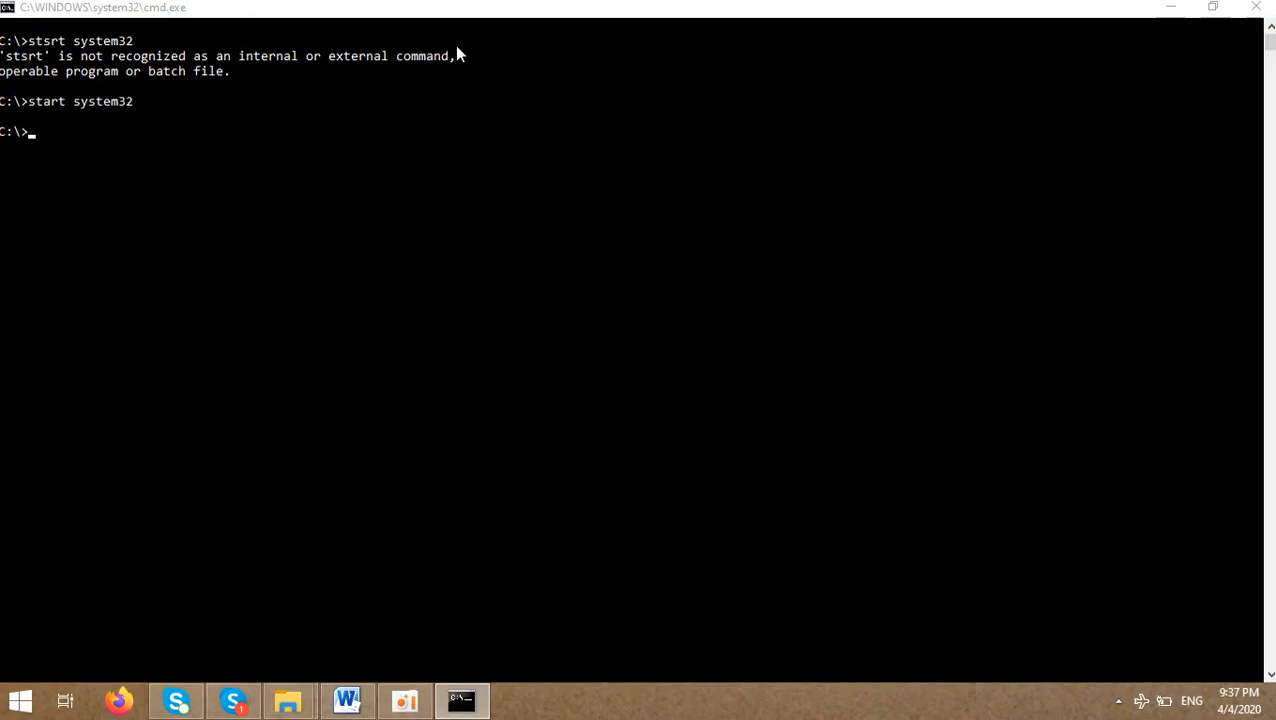 C:\WINDOWS\system32\cmd.exe
C:\>stsrt system32
'stsrt' is not recognized as an internal or external command,
operable program or batch file.
C:\>start system32
C:\>
1
ENG
9:37 PM
4/4/2020